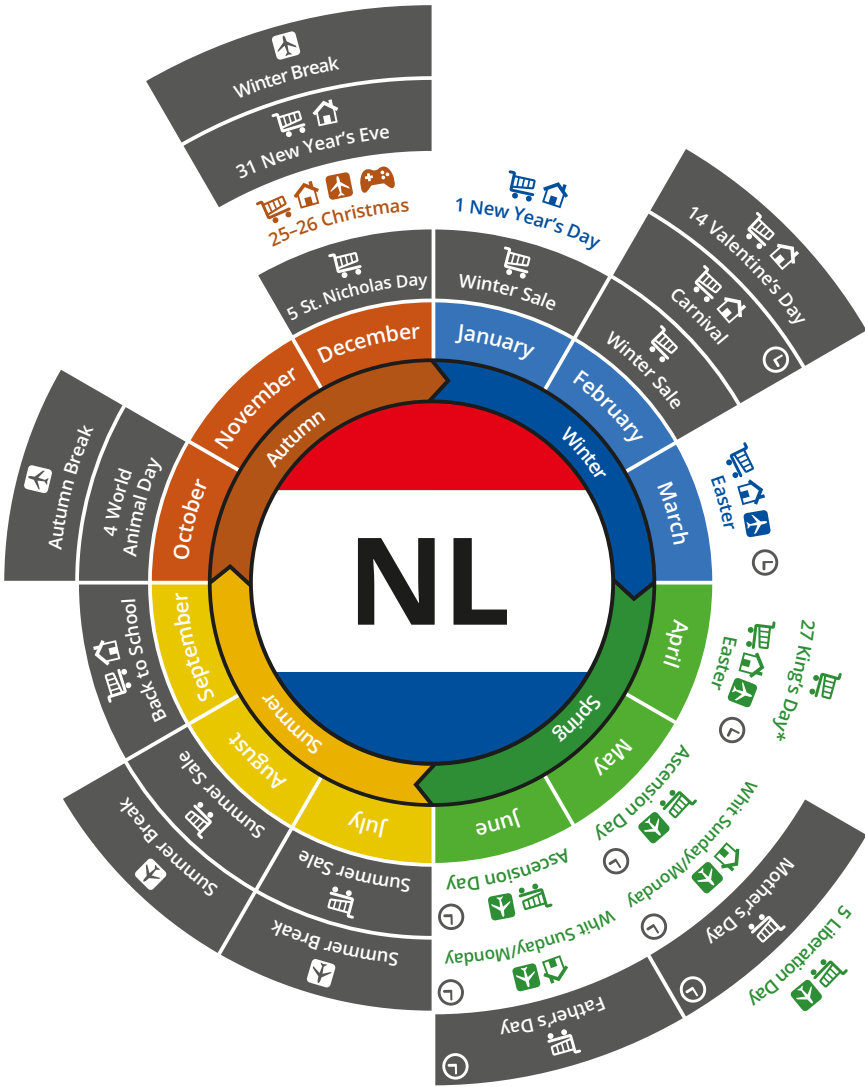 NL
Winter
Spring
Summer
Autumn
January
Winter Sale
1 New Year's Day
February
Winter Sale
Carnival
14 Valentine's Day
March
Easter
April
Easter
27 King's Day*
May
Ascension Day
Whit Sunday/Monday
Mother's Day
5 Liberation Day
June
Ascension Day
Whit Sunday/Monday
Father's Day
July
Summer Sale
Summer Break
August
Summer Sale
Summer Break
September
Back to School
October
4 World
Animal Day
Autumn Break
November
December
5 St. Nicholas Day
25–26 Christmas
31 New Year's Eve
Winter Break